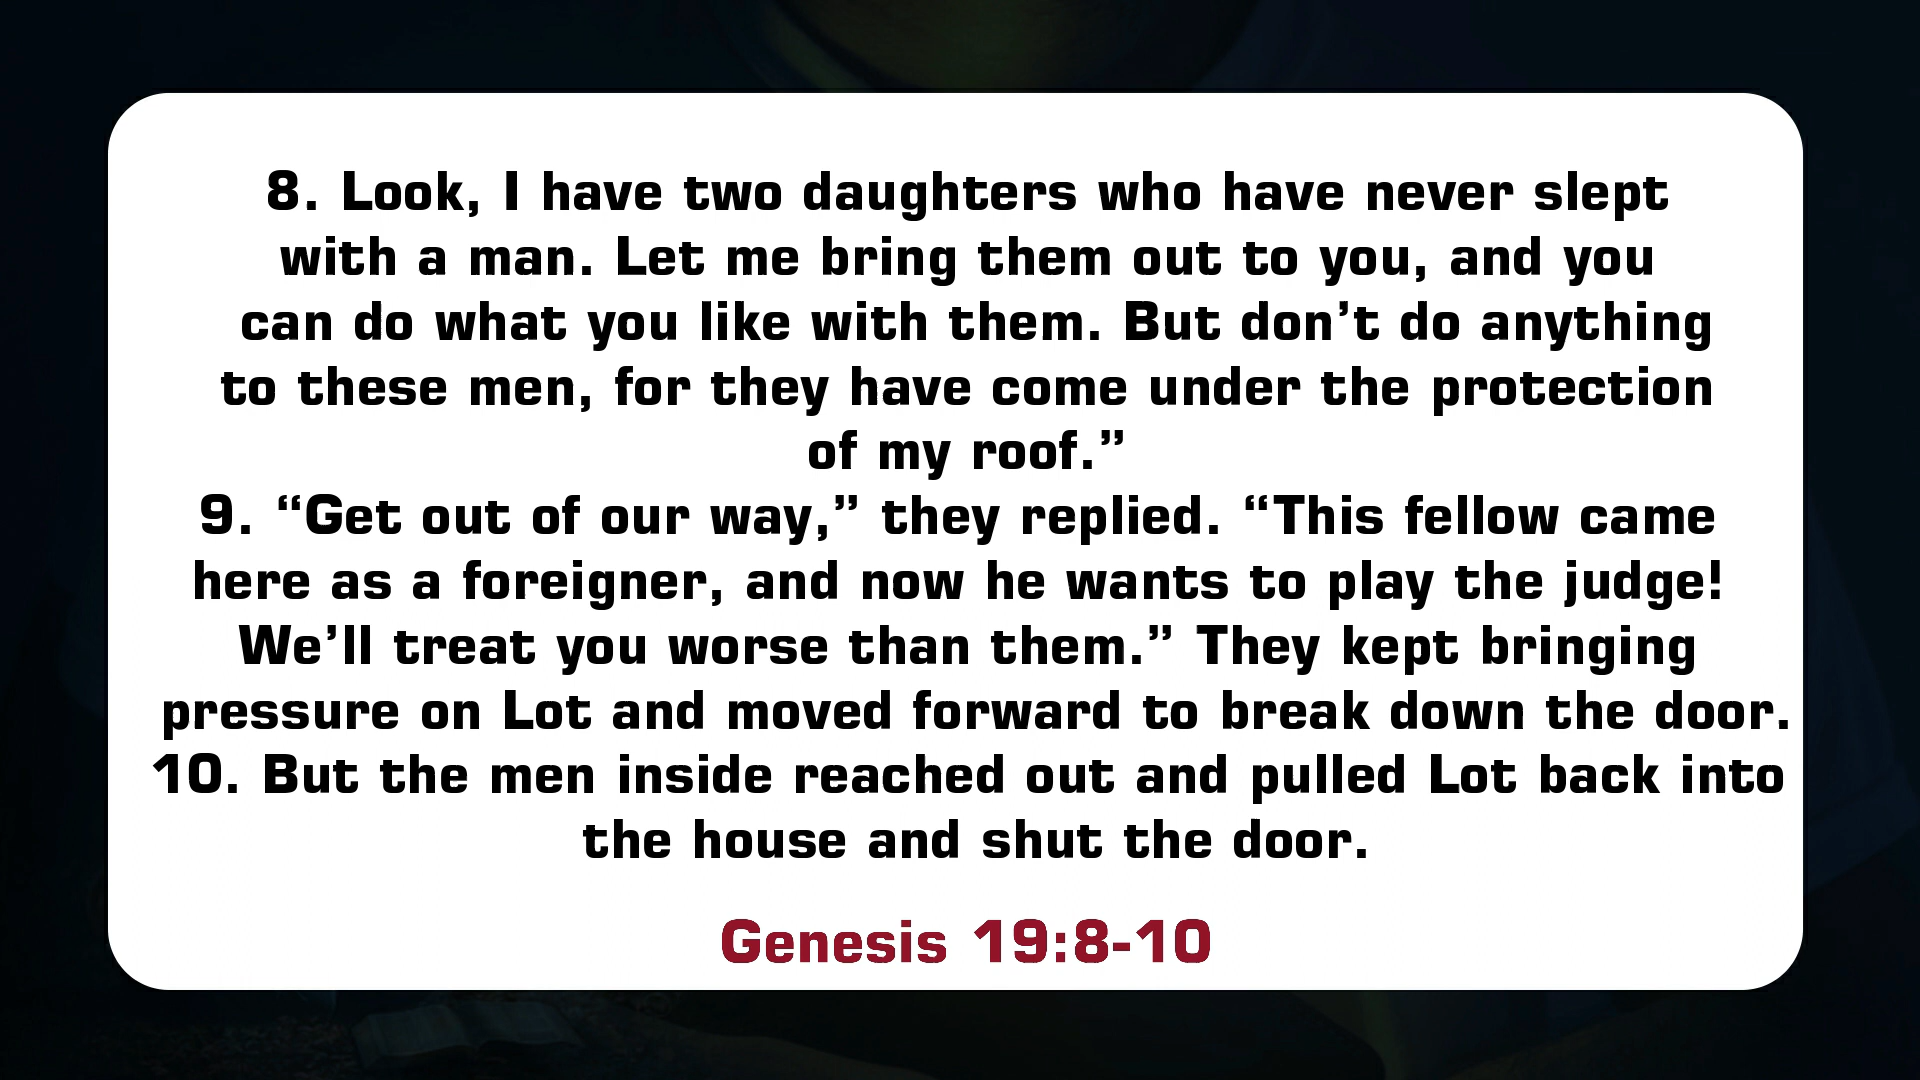 8. Look, I have two daughters who have never slept
with a man. Let me bring them out to you, and you
can do what you like with them. But don’t do anything
to these men, for they have come under the protection
of my roof.”
9. “Get out of our way,” they replied. “This fellow came
here as a foreigner, and now he wants to play the judge!
We’ll treat you worse than them.” They kept bringing
pressure on Lot and moved forward to break down the door.
10. But the men inside reached out and pulled Lot back into
the house and shut the door.
Genesis 19:8-10